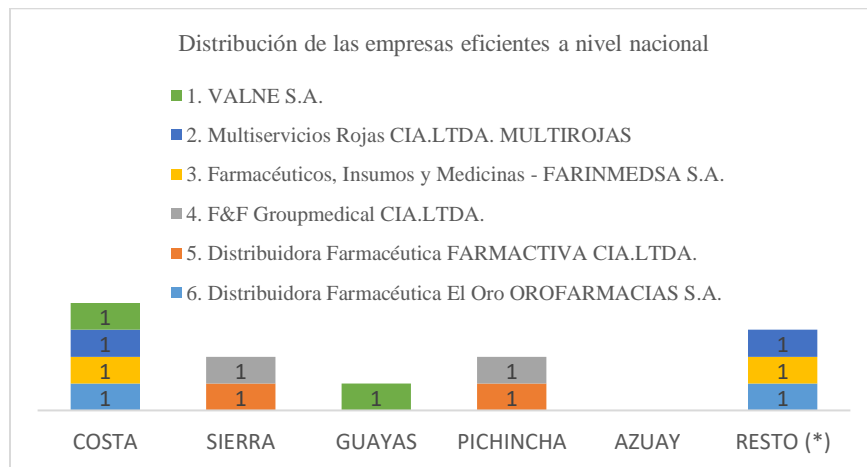 Distribución de las empresas eficientes a nivel nacional
1. VALNE S.A.
2. Multiservicios Rojas CIA.LTDA. MULTIROJAS
3. Farmacéuticos, Insumos y Medicinas - FARINMEDSA S.A.
4. F&F Groupmedical CIA.LTDA.
5. Distribuidora Farmacéutica FARMACTIVA CIA.LTDA.
6. Distribuidora Farmacéutica El Oro OROFARMACIAS S.A.
1
1 1
1 1 1 1
1 1 1 1 1
COSTA SIERRA GUAYAS PICHINCHA AZUAY RESTO (*)